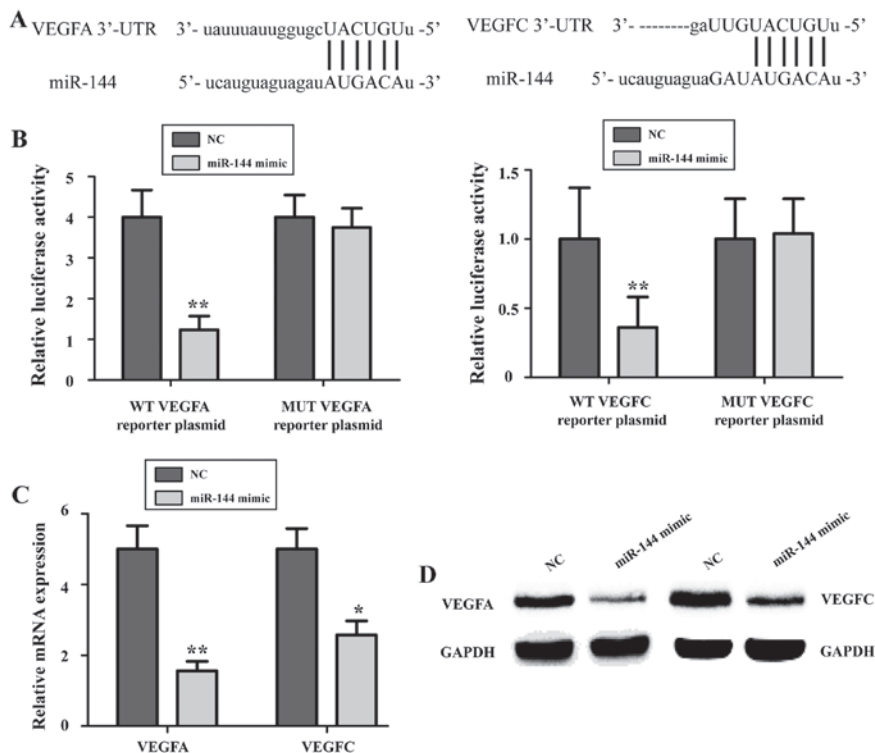 A
VEGFA 3'-UTR 3'- uauuuauuggugcUACUGUu -5'
miR-144 5'- ucauguaguagauAUGACAu -3'
VEGFC 3'-UTR 3'- --------gaUUGUACUGUu -5'
miR-144 5'- ucauguaguaGAUAUGACAu -3'
B
NC
miR-144 mimic
Relative luciferase activity
5
4
3
2
1
0
**
WT VEGFA
reporter plasmid
MUT VEGFA
reporter plasmid
NC
miR-144 mimic
Relative luciferase activity
1.5
1.0
0.5
0.0
**
WT VEGFC
reporter plasmid
MUT VEGFC
reporter plasmid
C
NC
miR-144 mimic
Relative mRNA expression
6
4
2
0
**
*
VEGFA
VEGFC
D
NC
miR-144 mimic
NC
miR-144 mimic
VEGFA
VEGFC
GAPDH
GAPDH